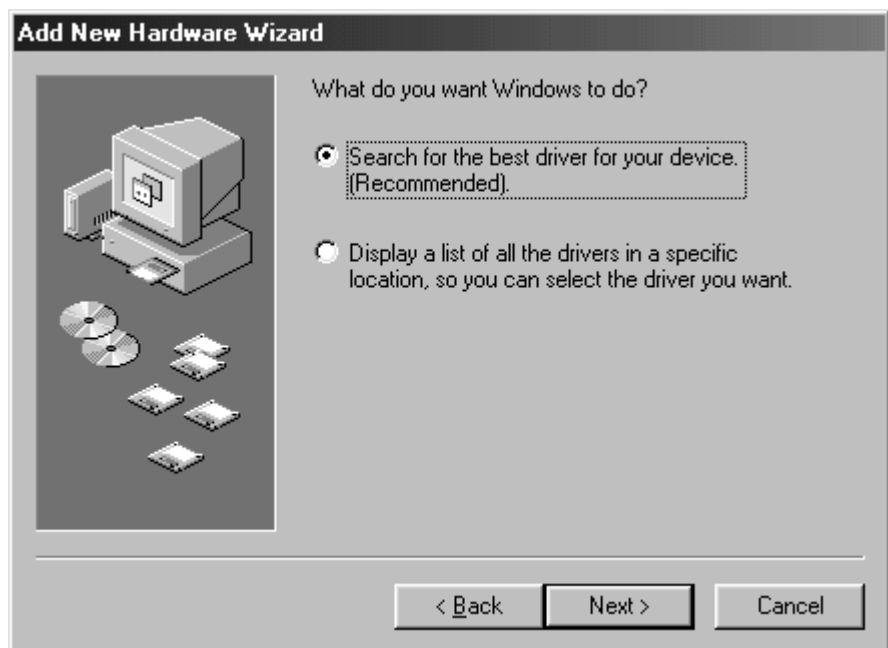 Add New Hardware Wizard
What do you want Windows to do?
Search for the best driver for your device.
(Recommended).
Display a list of all the drivers in a specific
location, so you can select the driver you want.
< Back
Next >
Cancel